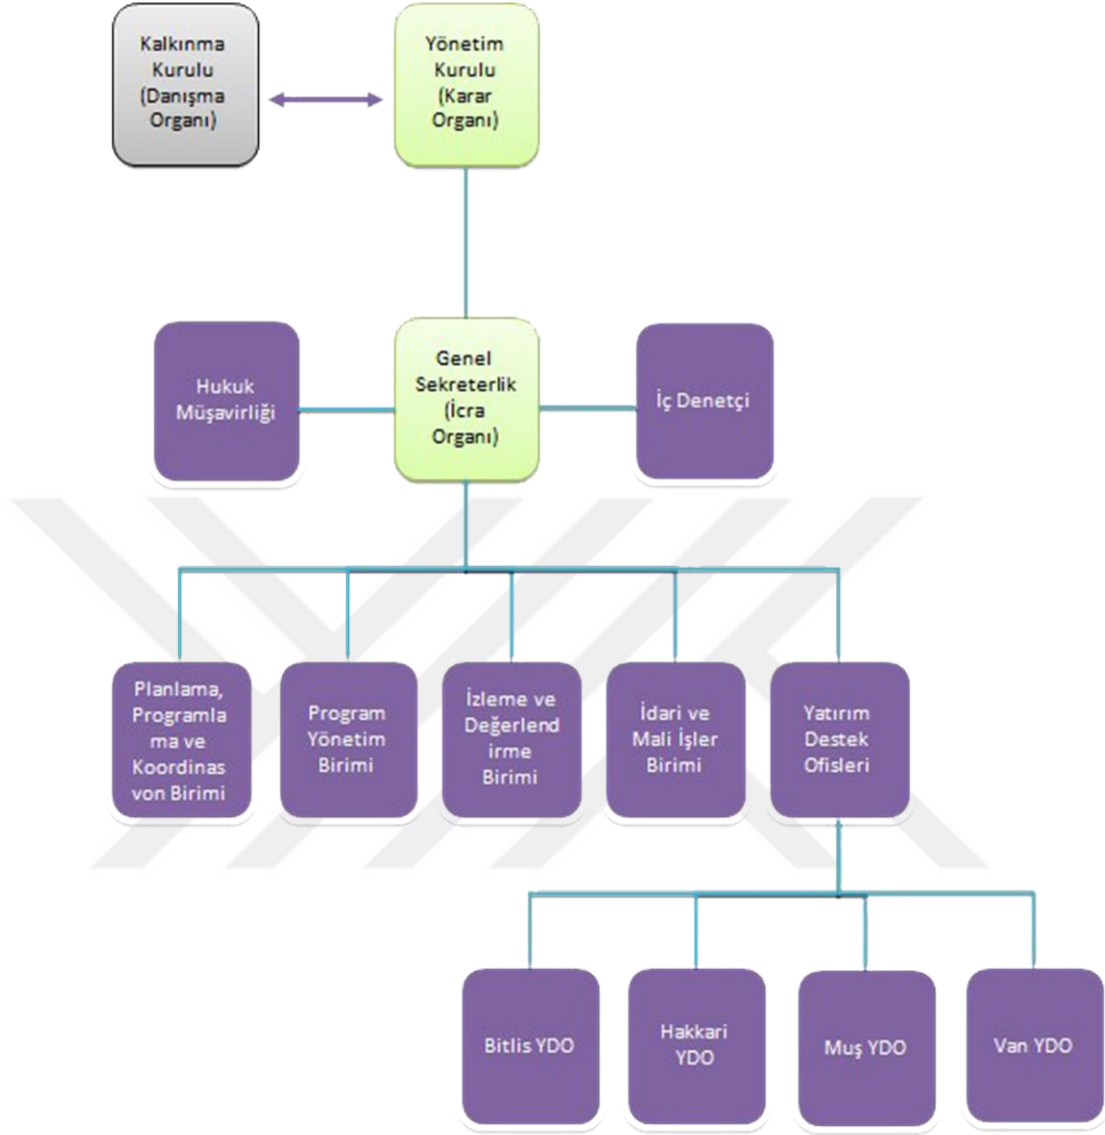 Kalkınma
Kurulu
(Danışma
Organı)
Yönetim
Kurulu
(Karar
Organı)
Hukuk
Müşavirliği
Genel
Sekreterlik
(İcra
Organı)
İç Denetçi
Planlama,
Programla
ma ve
Koordinas
von Birimi
Program
Yönetim
Birimi
İzleme ve
Değerlend
irme
Birimi
İdari ve
Mali İşler
Birimi
Yatırım
Destek
Ofisleri
Bitlis YDO
Hakkari
YDO
Muş YDO
Van YDO